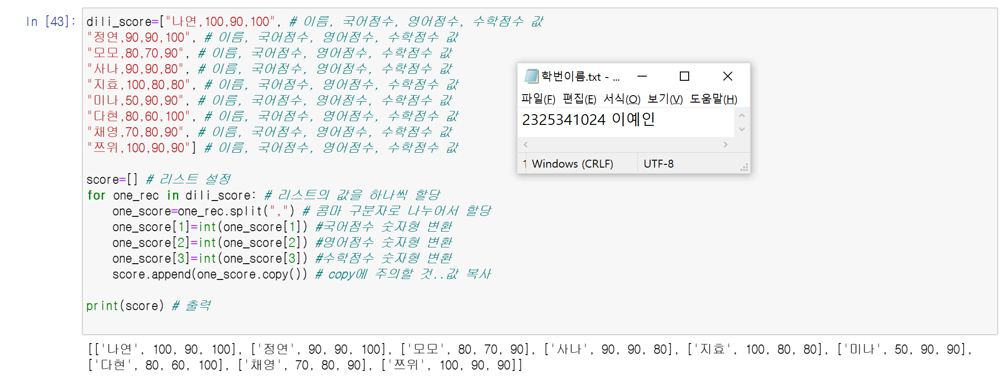 In [43]:
dili_score=["나연,100,90,100", # 이름, 국어점수, 영어점수, 수학점수 값
"정연,90,90,100", # 이름, 국어점수, 영어점수, 수학점수 값
"모모,80,70,90", # 이름, 국어점수, 영어점수, 수학점수 값
"사나,90,90,80", # 이름, 국어점수, 영어점수, 수학점수 값
"지효,100,80,80", # 이름, 국어점수, 영어점수, 수학점수 값
"미나,50,90,90", # 이름, 국어점수, 영어점수, 수학점수 값
"다현,80,60,100", # 이름, 국어점수, 영어점수, 수학점수 값
"채영,70,80,90", # 이름, 국어점수, 영어점수, 수학점수 값
"쯔위,100,90,90"] # 이름, 국어점수, 영어점수, 수학점수 값
score=[] # 리스트 설정
for one_rec in dili_score: # 리스트의 값을 하나씩 할당
    one_score=one_rec.split(",") # 콤마 구분자로 나누어서 할당
    one_score[1]=int(one_score[1]) #국어점수 숫자형 변환
    one_score[2]=int(one_score[2]) #영어점수 숫자형 변환
    one_score[3]=int(one_score[3]) #수학점수 숫자형 변환
    score.append(one_score.copy()) # copy에 주의할 것..값 복사
print(score) # 출력
학번이름.txt - ...
파일(F) 편집(E) 서식(O) 보기(V) 도움말(H)
2325341024 이예인
Windows (CRLF) UTF-8
[['나연', 100, 90, 100], ['정연', 90, 90, 100], ['모모', 80, 70, 90], ['사나', 90, 90, 80], ['지효', 100, 80, 80], ['미나', 50, 90, 90],
['다현', 80, 60, 100], ['채영', 70, 80, 90], ['쯔위', 100, 90, 90]]